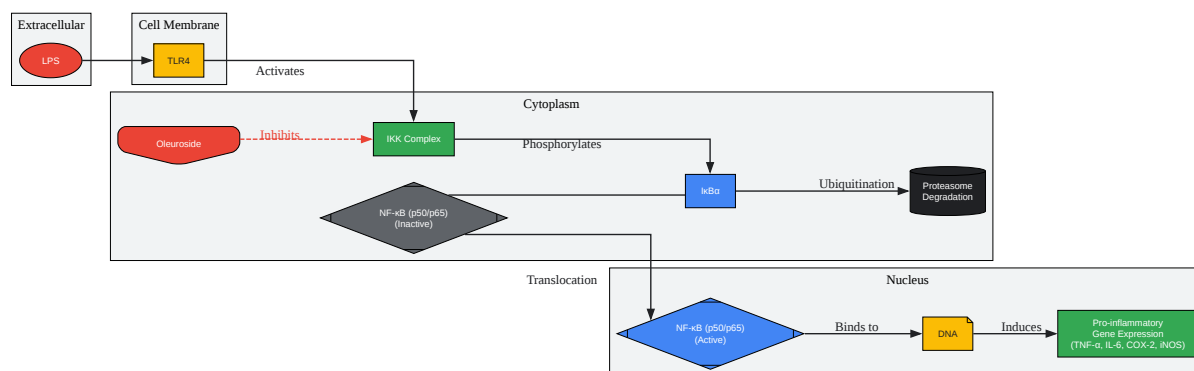 Extracellular
Cell Membrane
LPS
TLR4
Activates
Cytoplasm
Oleuroside
Inhibits
IKK Complex
Phosphorylates
IκBα
Ubiquitination
Proteasome
Degradation
NF-κB (p50/p65)
(Inactive)
Translocation
Nucleus
NF-κB (p50/p65)
(Active)
Binds to
DNA
Induces
Pro-inflammatory
Gene Expression
(TNF-α, IL-6, COX-2, iNOS)